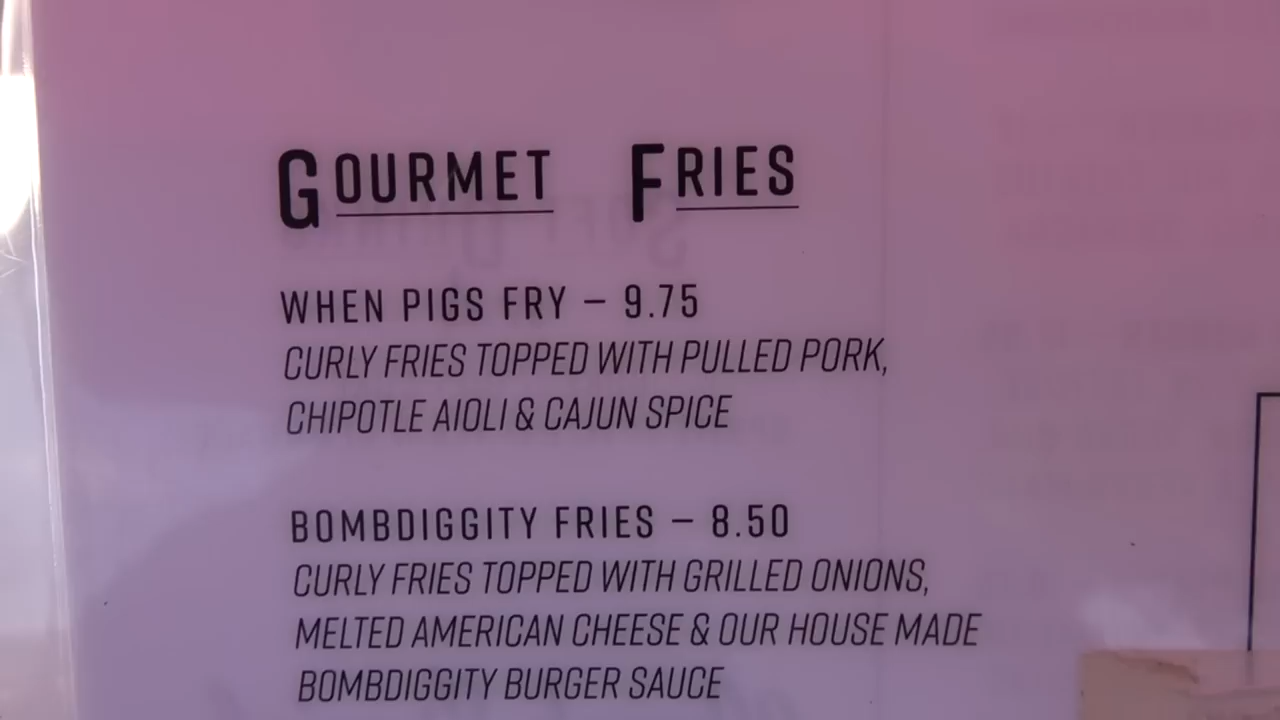 GOURMET FRIES
WHEN PIGS FRY – 9.75
CURLY FRIES TOPPED WITH PULLED PORK,
CHIPOTLE AIOLI & CAJUN SPICE
BOMBDIGGITY FRIES – 8.50
CURLY FRIES TOPPED WITH GRILLED ONIONS,
MELTED AMERICAN CHEESE & OUR HOUSE MADE
BOMBDIGGITY BURGER SAUCE